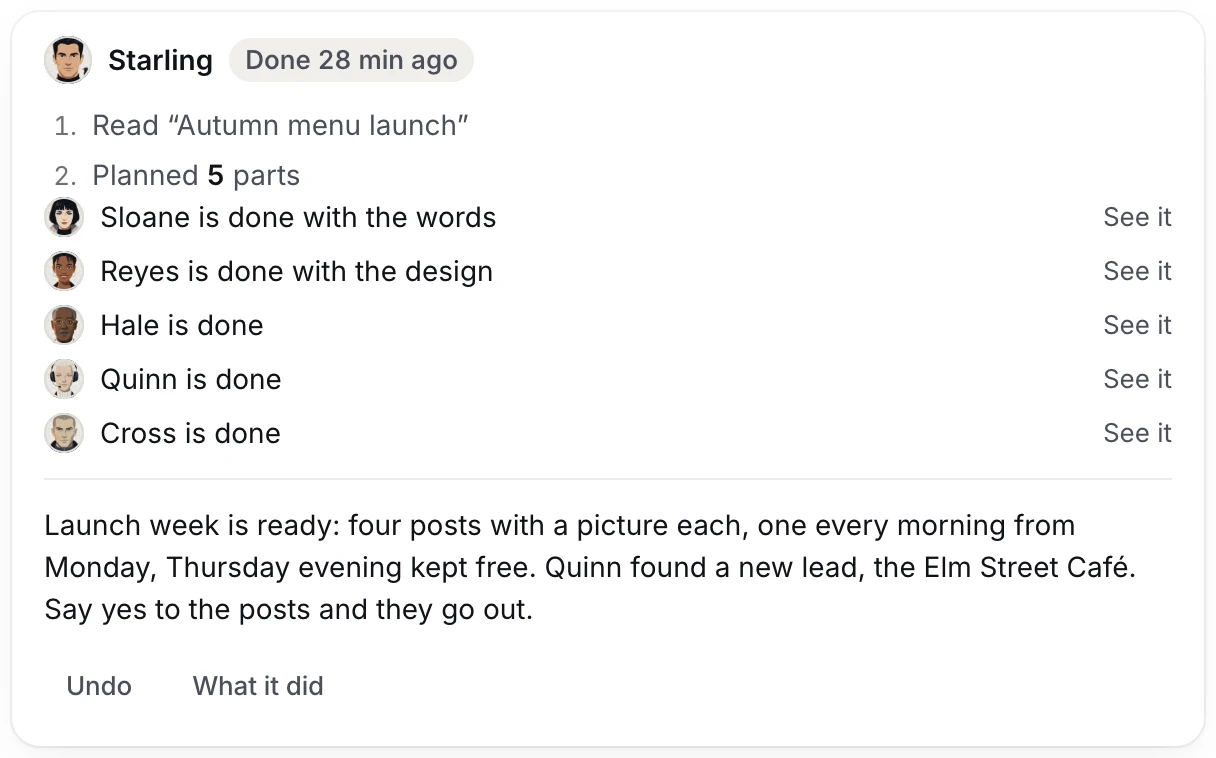 Starling
Done 28 min ago
1. Read “Autumn menu launch”
2. Planned 5 parts
Sloane is done with the words See it
Reyes is done with the design See it
Hale is done See it
Quinn is done See it
Cross is done See it
Launch week is ready: four posts with a picture each, one every morning from
Monday, Thursday evening kept free. Quinn found a new lead, the Elm Street Café.
Say yes to the posts and they go out.
Undo What it did